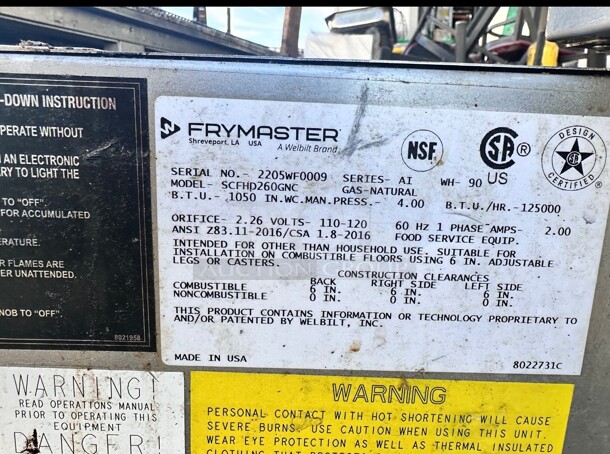 -DOWN INSTRUCTION
PERATE WITHOUT
AN ELECTRONIC
RY TO LIGHT THE
TO "OFF".
FOR ACCUMULATED
ERATURE.
R FLAMES ARE
ER UNATTENDED.
NOB TO "OFF".
8021958
FRYMASTER
Shreveport, LA USA
A Welbilt Brand
NSF
SA ® US
DESIGN CERTIFIED ®
SERIAL NO.- 2205WF0009 SERIES- AI WH- 90
MODEL- SCFHD260GNC GAS-NATURAL
B.T.U. 1050 IN.WC.MAN.PRESS.- 4.00 B.T.U./HR.-125000
ORIFICE- 2.26 VOLTS- 110-120 60 HZ 1 PHASE AMPS- 2.00
ANSI Z83.11-2016/CSA 1.8-2016 FOOD SERVICE EQUIP.
INTENDED FOR OTHER THAN HOUSEHOLD USE. SUITABLE FOR
INSTALLATION ON COMBUSTIBLE FLOORS USING 6 IN. ADJUSTABLE
LEGS OR CASTERS.
CONSTRUCTION CLEARANCES
BACK RIGHT SIDE LEFT SIDE
COMBUSTIBLE 6 IN. 6 IN. 6 IN.
NONCOMBUSTIBLE 0 IN. 0 IN. 0 IN.
THIS PRODUCT CONTAINS INFORMATION OR TECHNOLOGY PROPRIETARY TO
AND/OR PATENTED BY WELBILT, INC.
MADE IN USA 8022731C
WARNING!
READ OPERATIONS MANUAL
PRIOR TO OPERATING THIS
EQUIPMENT
DANGER!
WARNING
PERSONAL CONTACT WITH HOT SHORTENING WILL CAUSE
SEVERE BURNS. USE CAUTION WHEN USING THIS UNIT.
WEAR EYE PROTECTION AS WELL AS THERMAL INSULATED